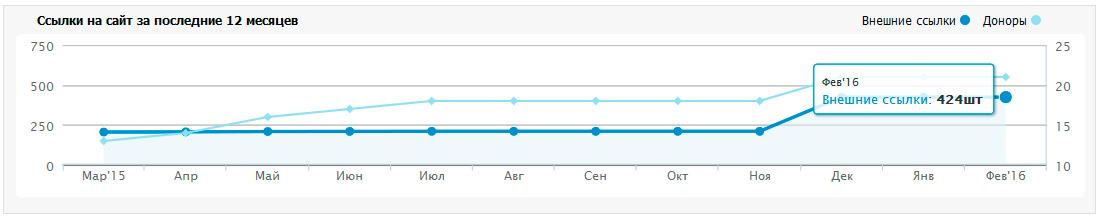 Ссылки на сайт за последние 12 месяцев
Внешние ссылки Доноры
750 25
Фев'16
500 20
Внешние ссылки: 424шт
250 15
0 10
Мар'15 Апр Май Июн Июл Авг Сен Окт Ноя Дек Янв Фев'16